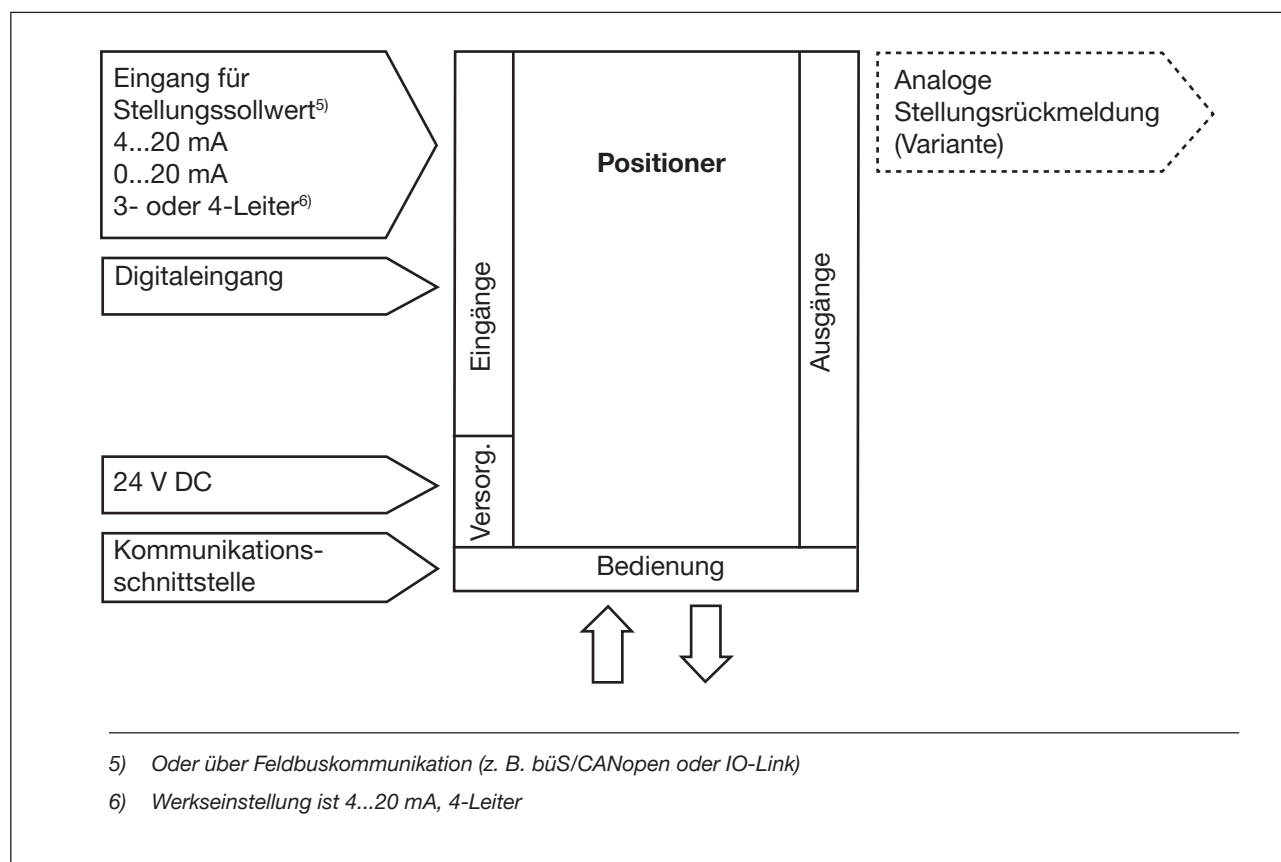 Eingang für
Stellungssollwert5)
4...20 mA
0...20 mA
3- oder 4-Leiter6)
Digitaleingang
24 V DC
Kommunikations-
schnittstelle
Eingänge
Versorg.
Positioner
Ausgänge
Bedienung
Analoge
Stellungsrückmeldung
(Variante)
5) Oder über Feldbuskommunikation (z. B. büS/CANopen oder IO-Link)
6) Werkseinstellung ist 4...20 mA, 4-Leiter